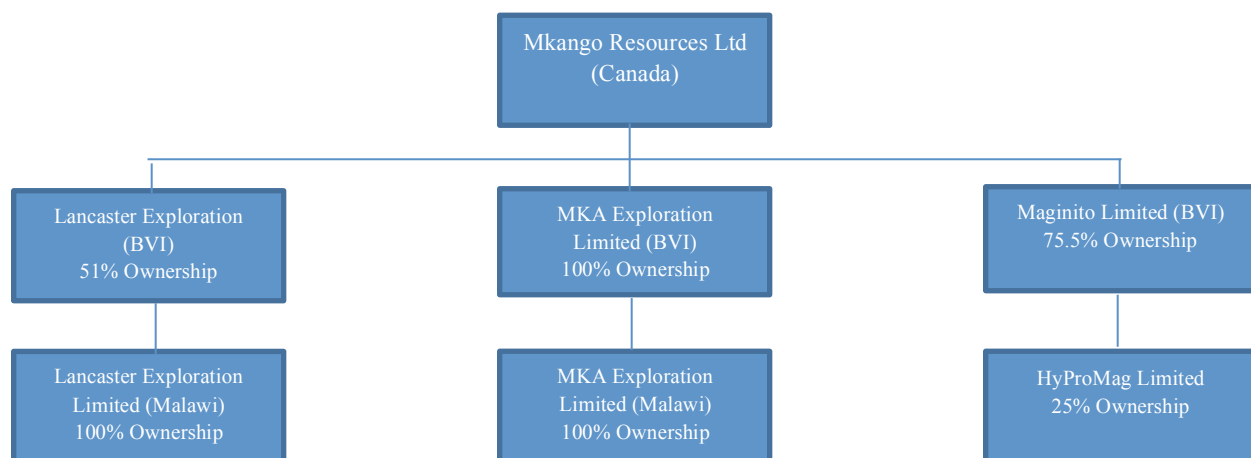 Mkango Resources Ltd
(Canada)
Lancaster Exploration
(BVI)
51% Ownership
MKA Exploration
Limited (BVI)
100% Ownership
Maginito Limited (BVI)
75.5% Ownership
Lancaster Exploration
Limited (Malawi)
100% Ownership
MKA Exploration
Limited (Malawi)
100% Ownership
HyProMag Limited
25% Ownership